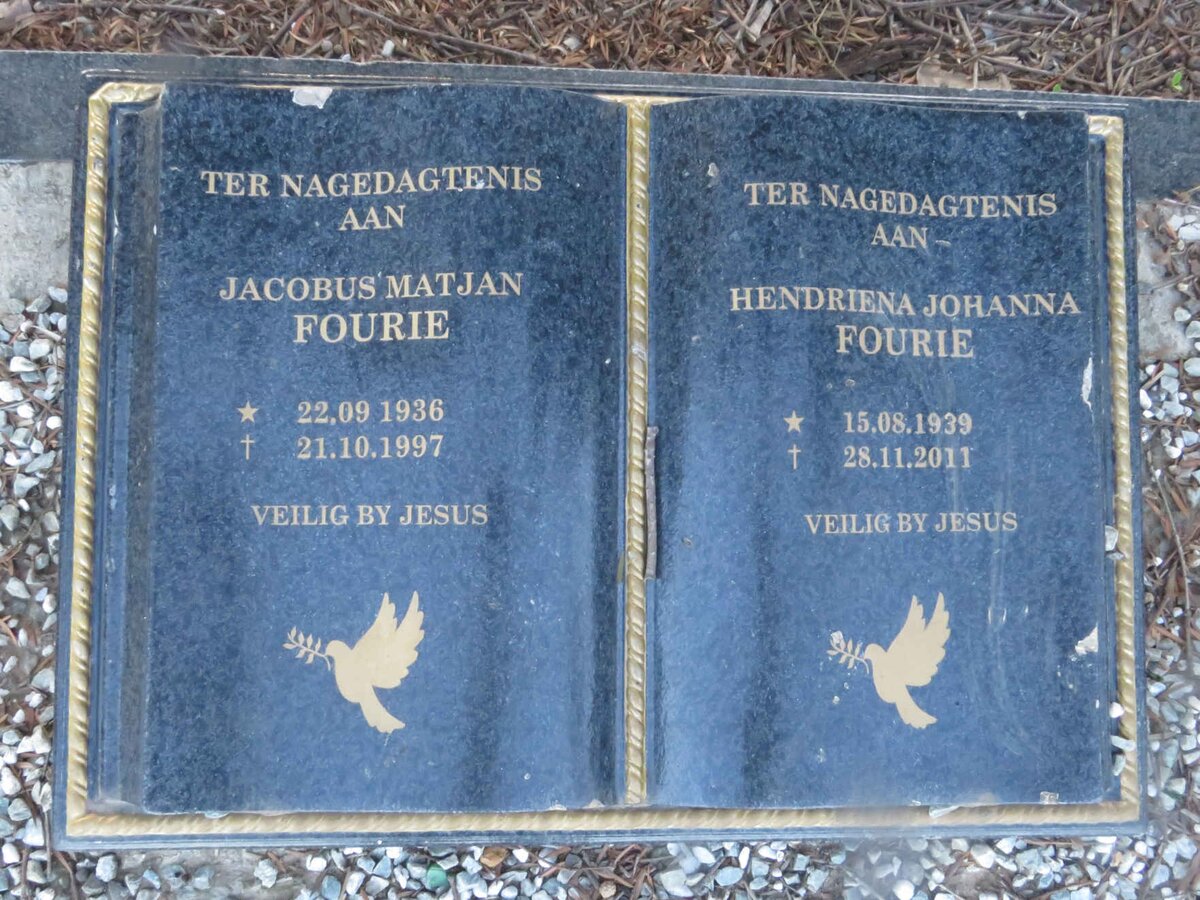 TER NAGEDAGTENIS
AAN
JACOBUS MATJAN
FOURIE
★ 22.09 1936
† 21.10.1997
VEILIG BY JESUS
TER NAGEDAGTENIS
AAN
HENDRIENA JOHANNA
FOURIE
★ 15.08.1939
† 28.11.2011
VEILIG BY JESUS